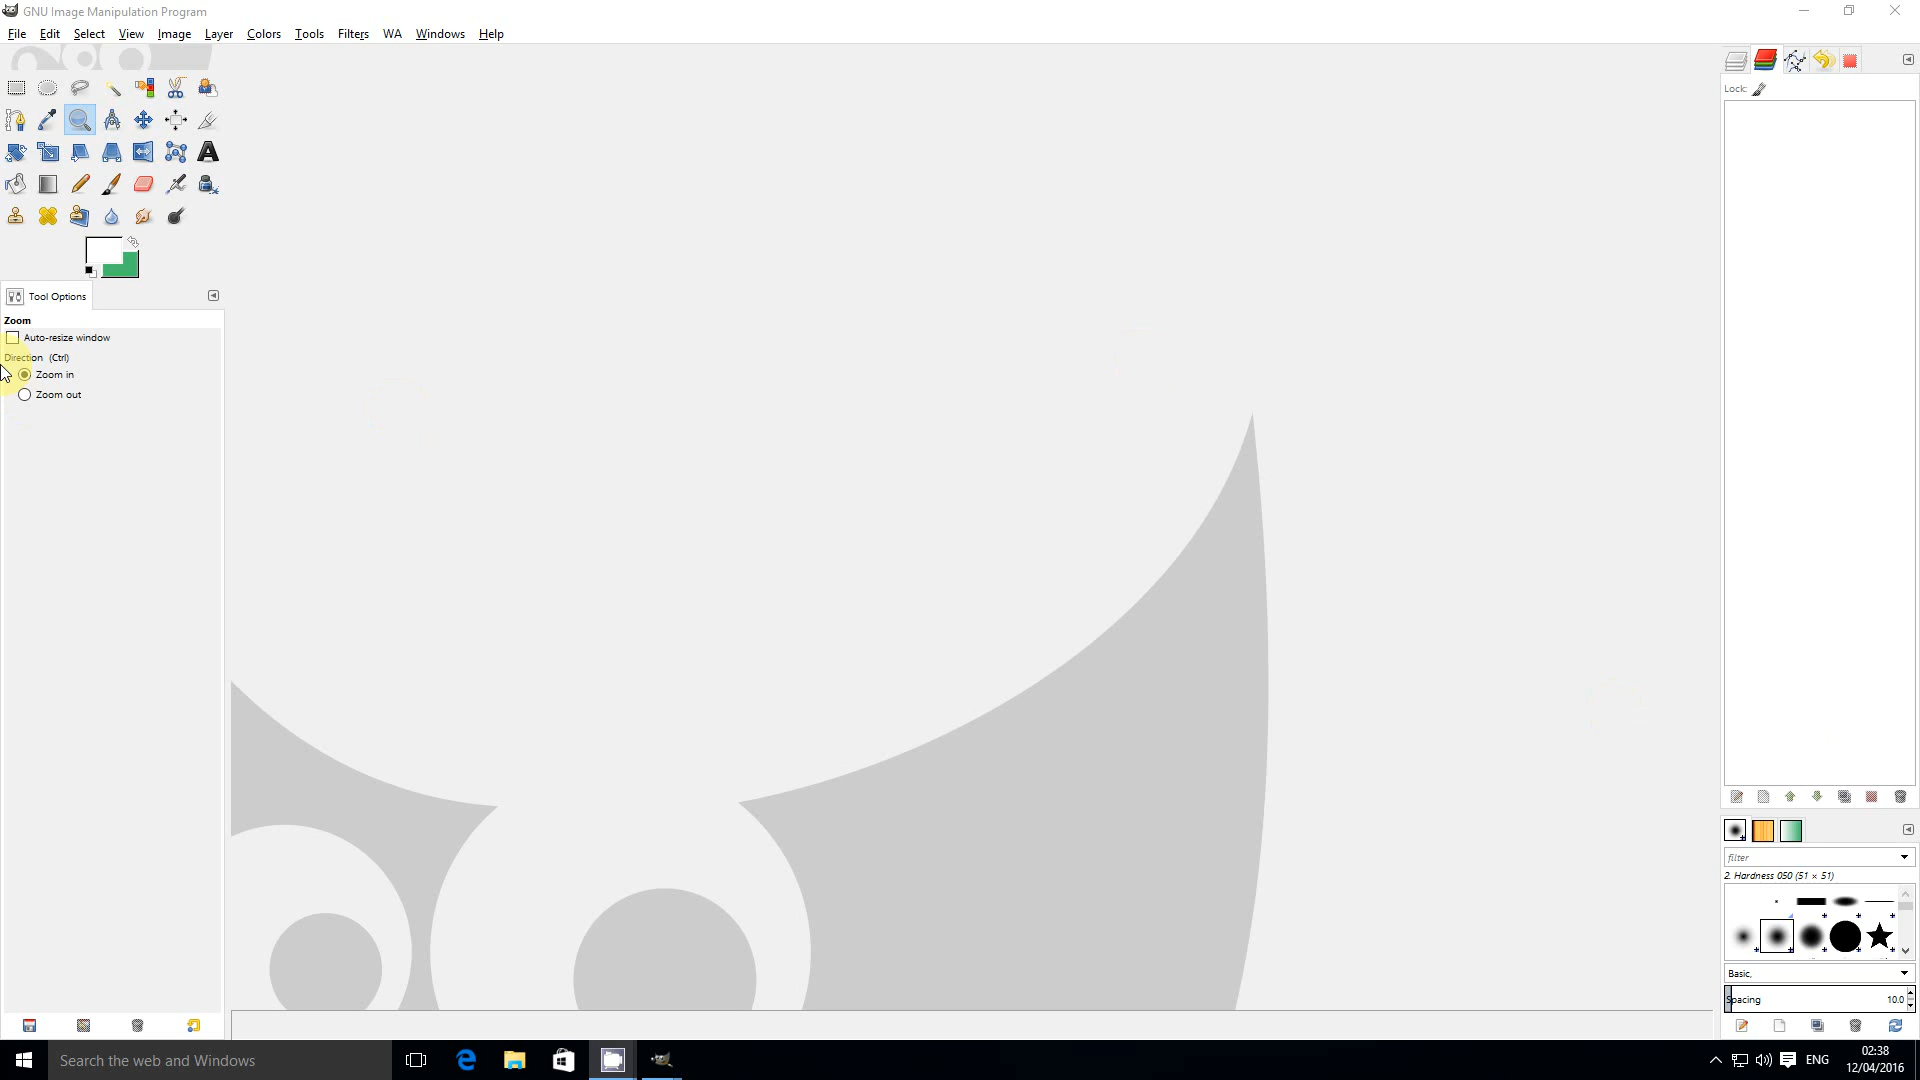 GNU Image Manipulation Program
File Edit Select View Image Layer Colors Tools Filters WA Windows Help
Lock:
Tool Options
Zoom
Auto-resize window
Direction (Ctrl)
Zoom in
Zoom out
filter
2. Hardness 050 (51 × 51)
Basic,
Spacing 10.0
Search the web and Windows
ENG
02:38
12/04/2016